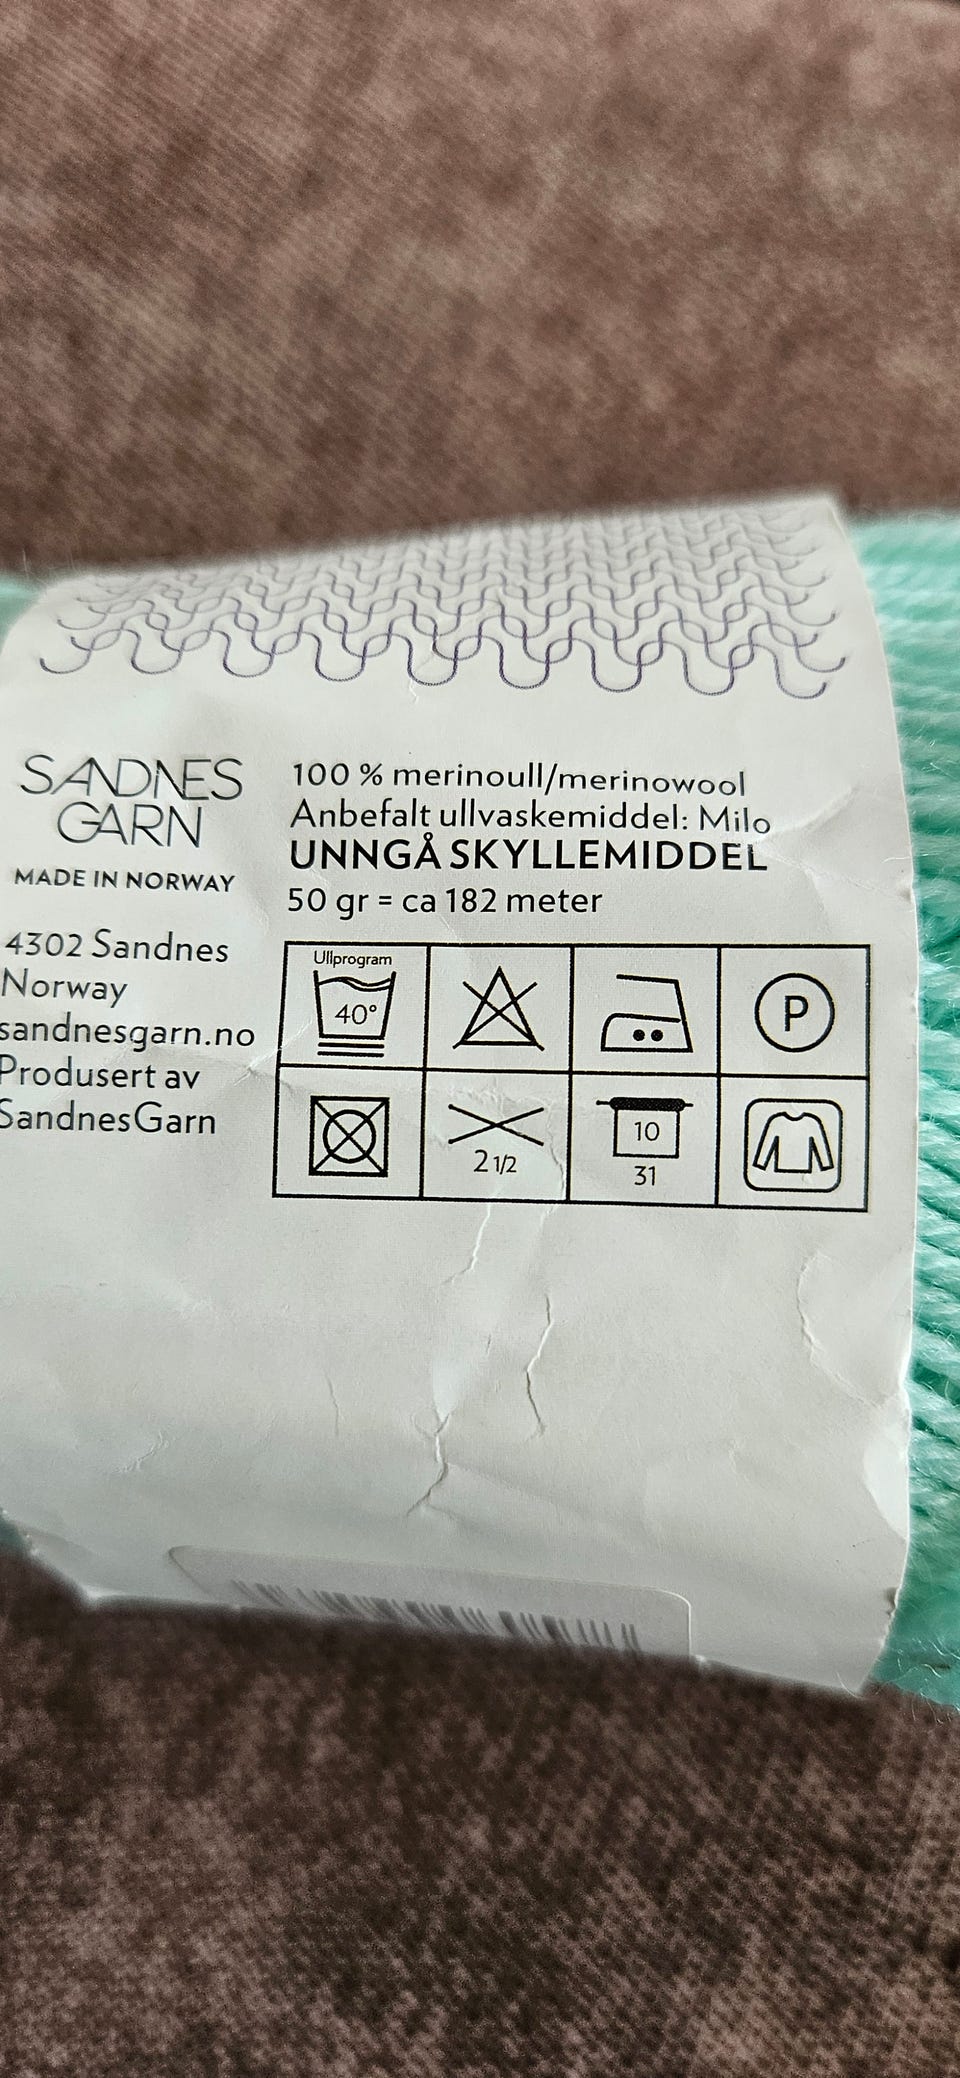 SANDNES
GARN
MADE IN NORWAY
4302 Sandnes
Norway
sandnesgarn.no
Produsert av
SandnesGarn
100 % merinoull/merinowool
Anbefalt ullvaskemiddel: Milo
UNNGÅ SKYLLEMIDDEL
50 gr = ca 182 meter
Ullprogram
40°
P
2 1/2
10
31